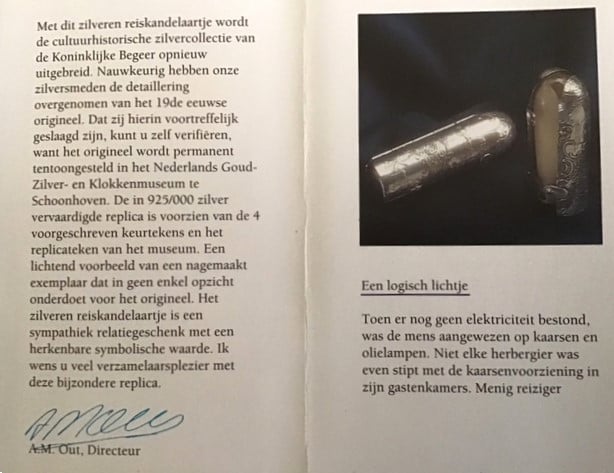 Met dit zilveren reiskandelaartje wordt
de cultuurhistorische zilvercollectie van
de Koninklijke Begeer opnieuw
uitgebreid. Nauwkeurig hebben onze
zilversmeden de detaillering
overgenomen van het 19de eeuwse
origineel. Dat zij hierin voortreffelijk
geslaagd zijn, kunt u zelf verifiëren,
want het origineel wordt permanent
tentoongesteld in het Nederlands Goud-
Zilver- en Klokkenmuseum te
Schoonhoven. De in 925/000 zilver
vervaardigde replica is voorzien van de 4
voorgeschreven keurtekens en het
replicateken van het museum. Een
lichtend voorbeeld van een nagemaakt
exemplaar dat in geen enkel opzicht
onderdoet voor het origineel. Het
zilveren reiskandelaartje is een
sympathiek relatiegeschenk met een
herkenbare symbolische waarde. Ik
wens u veel verzamelaarsplezier met
deze bijzondere replica.
A.M. Out, Directeur
Een logisch lichtje
Toen er nog geen elektriciteit bestond,
was de mens aangewezen op kaarsen en
olielampen. Niet elke herbergier was
even stipt met de kaarsenvoorziening in
zijn gastenkamers. Menig reiziger